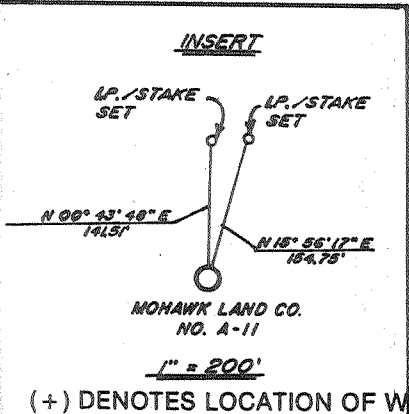 INSERT
I.P./STAKE
SET
I.P./STAKE
SET
N 00° 43' 48" E
141.51'
N 15° 56' 17" E
154.75'
MOHAWK LAND CO.
NO. A-11
1" = 200'
(+) DENOTES LOCATION OF W